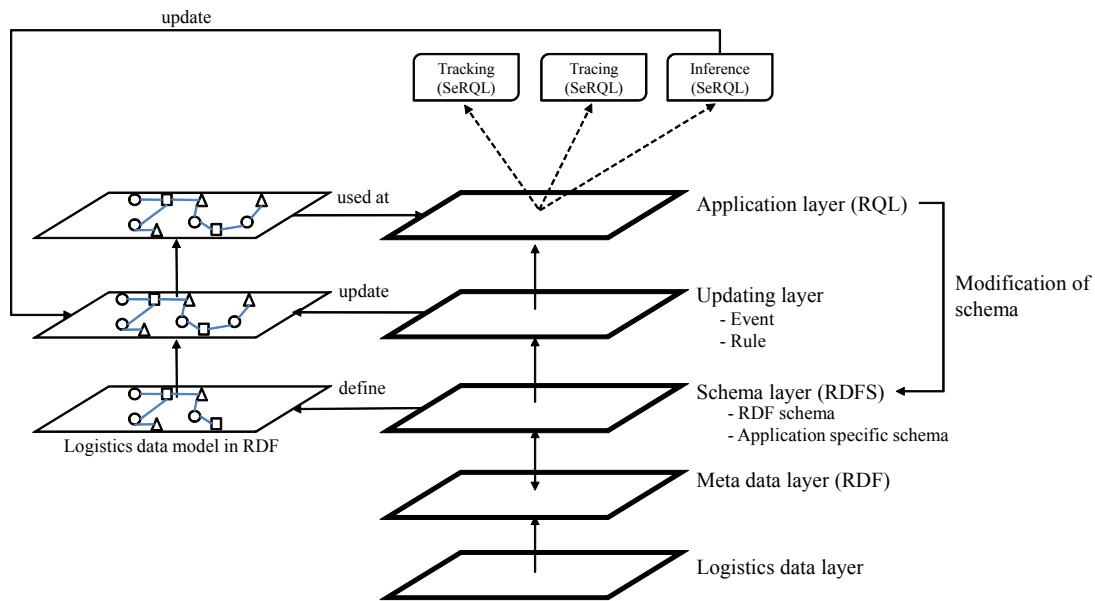 update
Tracking
(SeRQL)
Tracing
(SeRQL)
Inference
(SeRQL)
used at
Application layer (RQL)
Modification of
schema
update
Updating layer
- Event
- Rule
define
Schema layer (RDFS)
- RDF schema
- Application specific schema
Logistics data model in RDF
Meta data layer (RDF)
Logistics data layer